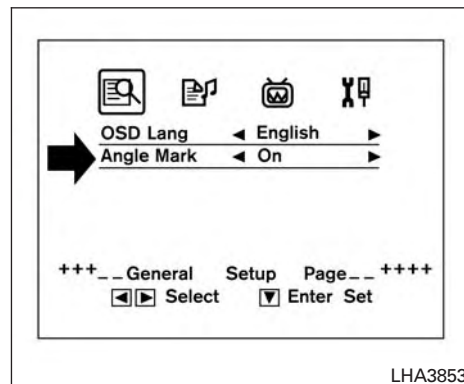 OSD Lang ◀ English ▶
Angle Mark ◀ On ▶
+++_ _General Setup Page_ _++++
◀ ▶ Select ▼ Enter Set
LHA3853